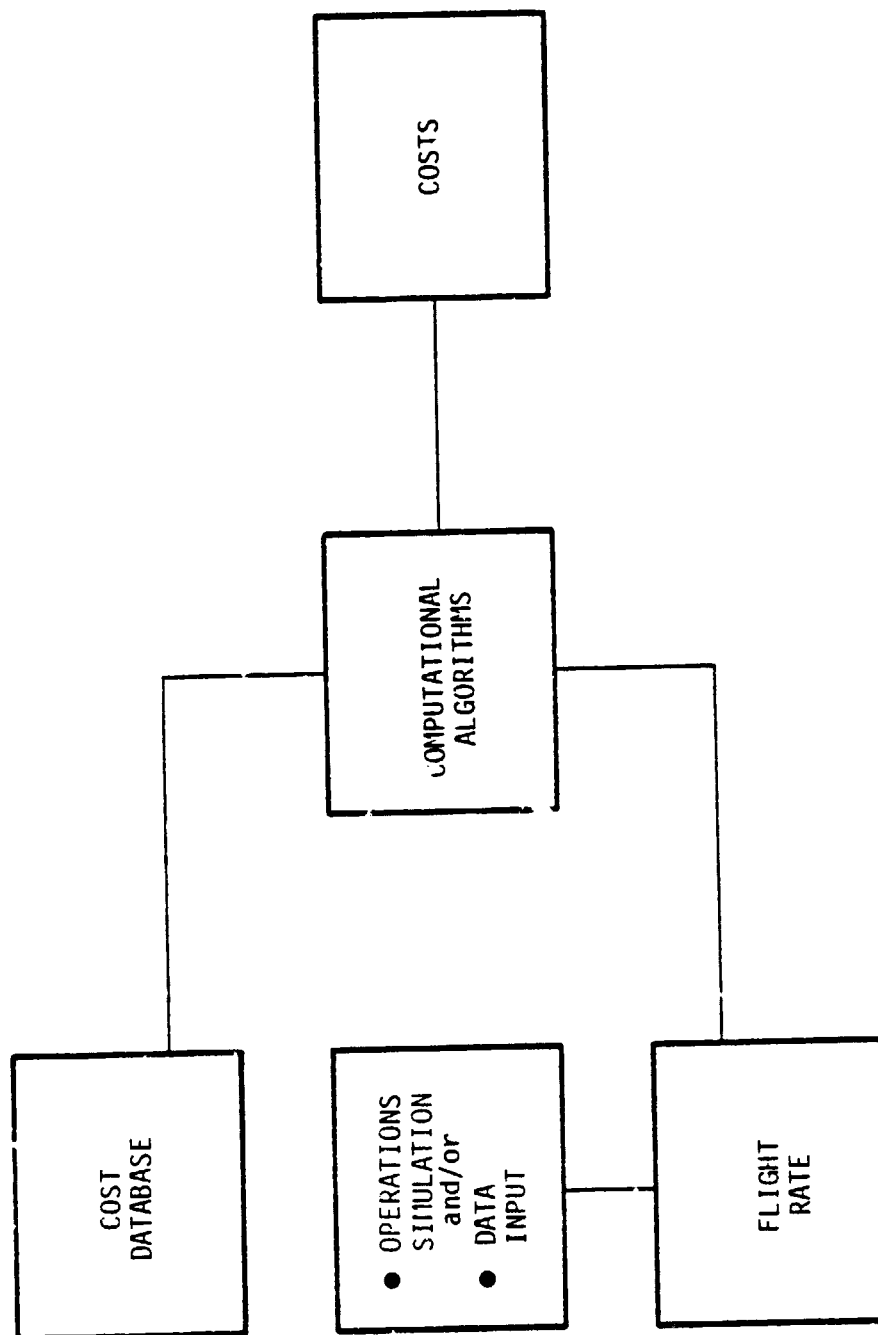 COST
DATABASE
● OPERATIONS
SIMULATION
and/or
● DATA
INPUT
FLIGHT
RATE
COMPUTATIONAL
ALGORITHMS
COSTS